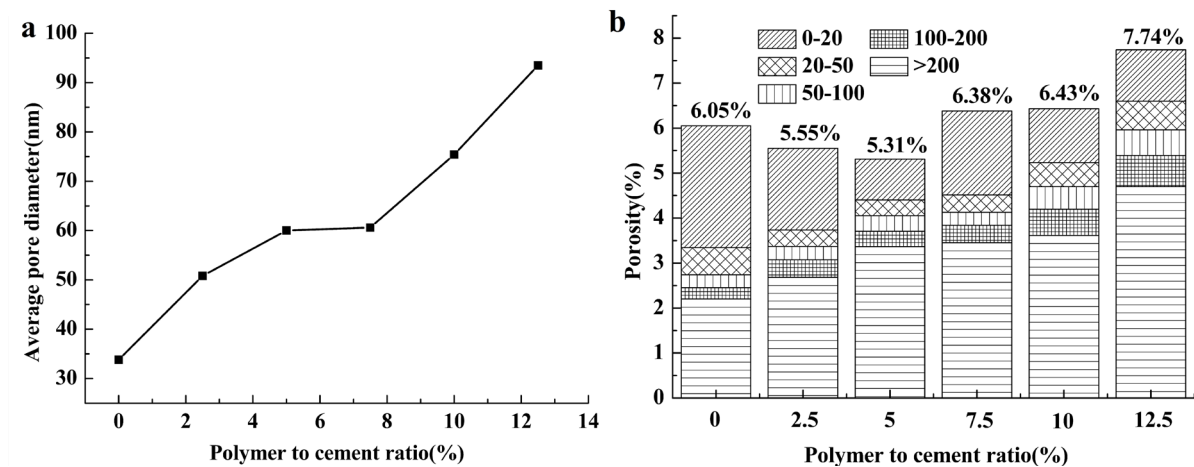 a
100
90
80
70
60
50
40
30
Average pore diameter(nm)
0 2 4 6 8 10 12 14
Polymer to cement ratio(%)
b
8
7
6
5
4
3
2
1
0
Porosity(%)
0-20 100-200
20-50 >200
50-100
6.05% 5.55% 5.31% 6.38% 6.43% 7.74%
0 2.5 5 7.5 10 12.5
Polymer to cement ratio(%)